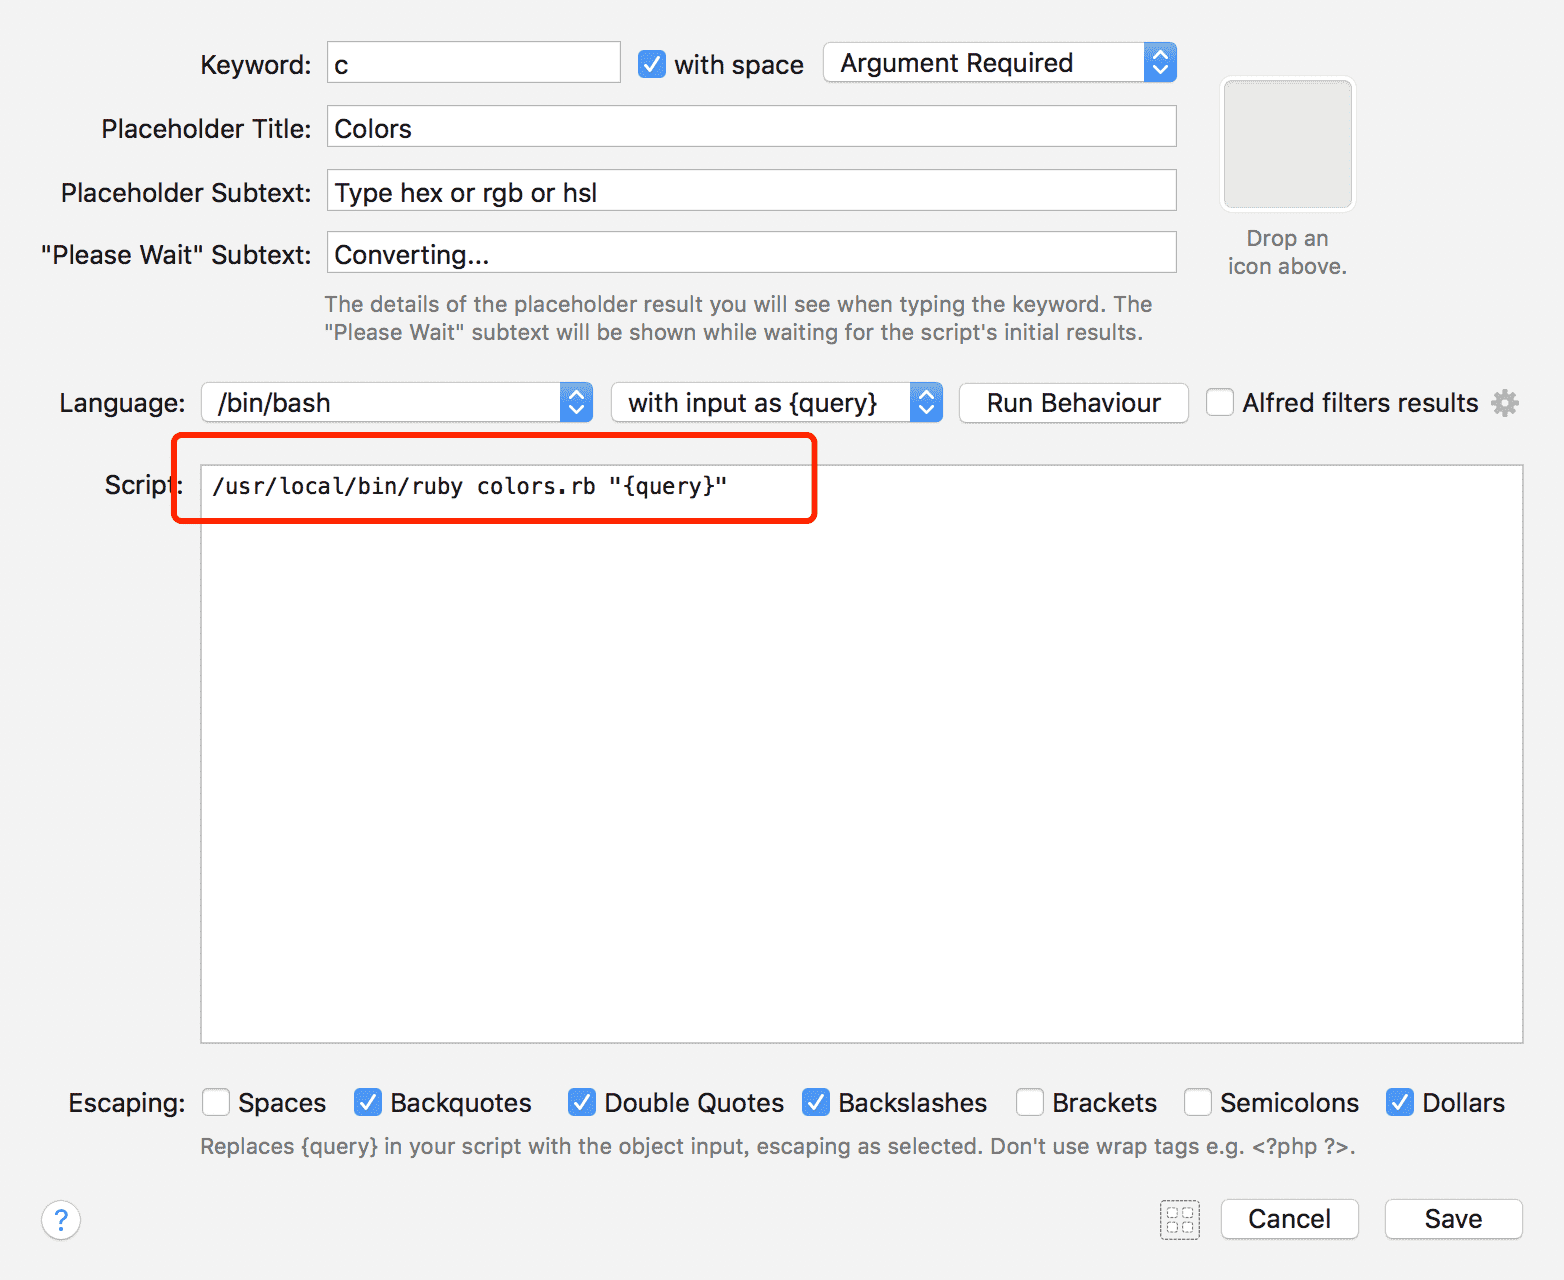 Keyword: c with space Argument Required
Placeholder Title: Colors
Placeholder Subtext: Type hex or rgb or hsl
"Please Wait" Subtext: Converting...
Drop an
icon above.
The details of the placeholder result you will see when typing the keyword. The
"Please Wait" subtext will be shown while waiting for the script's initial results.
Language: /bin/bash with input as {query} Run Behaviour Alfred filters results
Script: /usr/local/bin/ruby colors.rb "{query}"
Escaping: Spaces Backquotes Double Quotes Backslashes Brackets Semicolons Dollars
Replaces {query} in your script with the object input, escaping as selected. Don't use wrap tags e.g. <?php ?>.
? Cancel Save